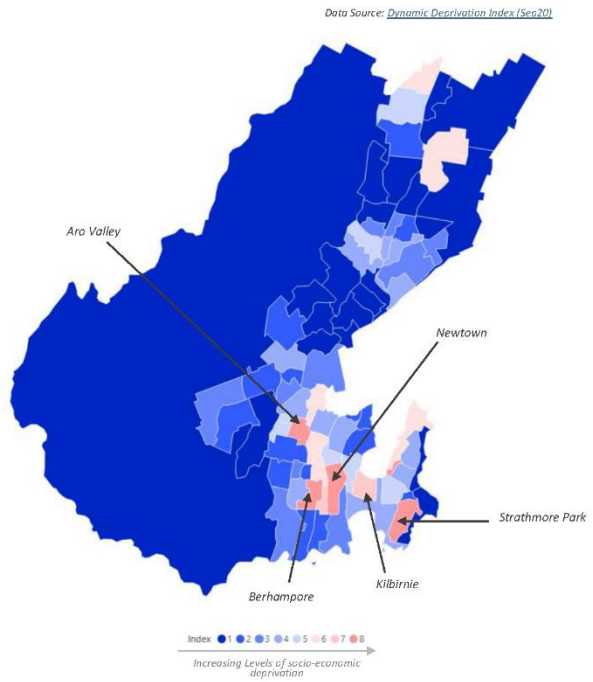 Data Source: Dynamic Deprivation Index (Sep20)
Aro Valley
Newtown
Strathmore Park
Kilbirnie
Berhampore
Index 1 2 3 4 5 6 7 8
Increasing Levels of socio-economic
deprivation